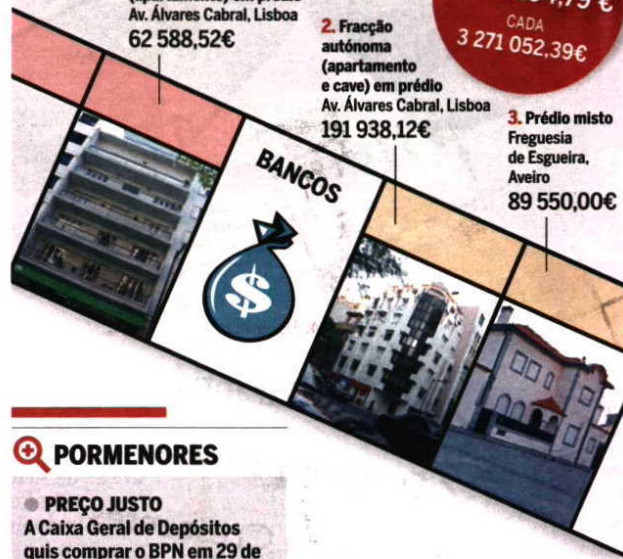 Av. Álvares Cabral, Lisboa
62 588,52€
2. Fracção
autónoma
(apartamento
e cave) em prédio
Av. Álvares Cabral, Lisboa
191 938,12€
CADA
3 271 052,39€
3. Prédio misto
Freguesia
de Esgueira,
Aveiro
89 550,00€
BANCOS
$
PORMENORES
PREÇO JUSTO
A Caixa Geral de Depósitos
quis comprar o BPN em 29 de